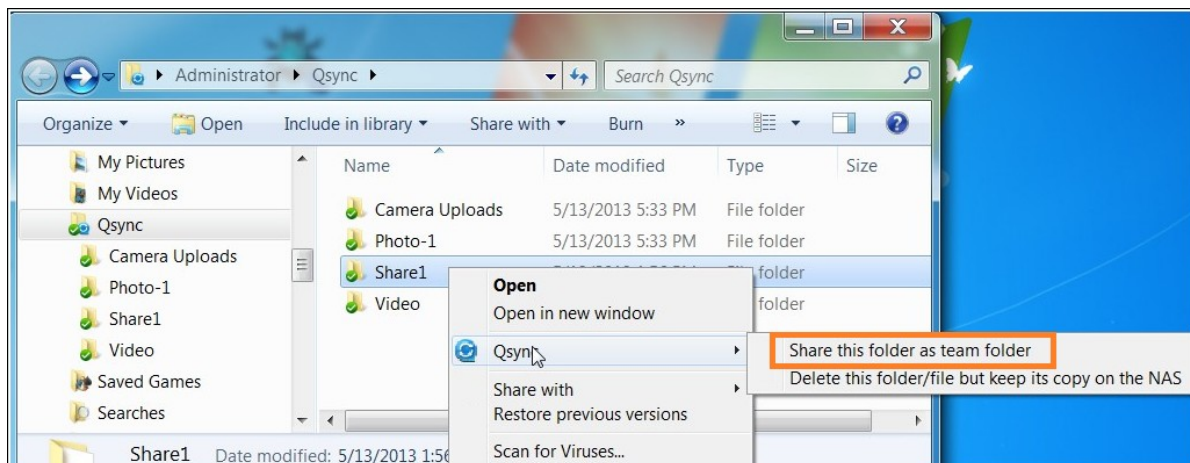 Administrator Qsync Search Qsync
Organize Open Include in library Share with Burn »
My Pictures
My Videos
Qsync
Camera Uploads
Photo-1
Share1
Video
Saved Games
Searches
Name Date modified Type Size
Camera Uploads 5/13/2013 5:33 PM File folder
Photo-1 5/13/2013 5:33 PM File folder
Share1 folder
Video folder
Open
Open in new window
Qsync
Share with
Restore previous versions
Scan for Viruses...
Share this folder as team folder
Delete this folder/file but keep its copy on the NAS
Share1 Date modified: 5/13/2013 1:56